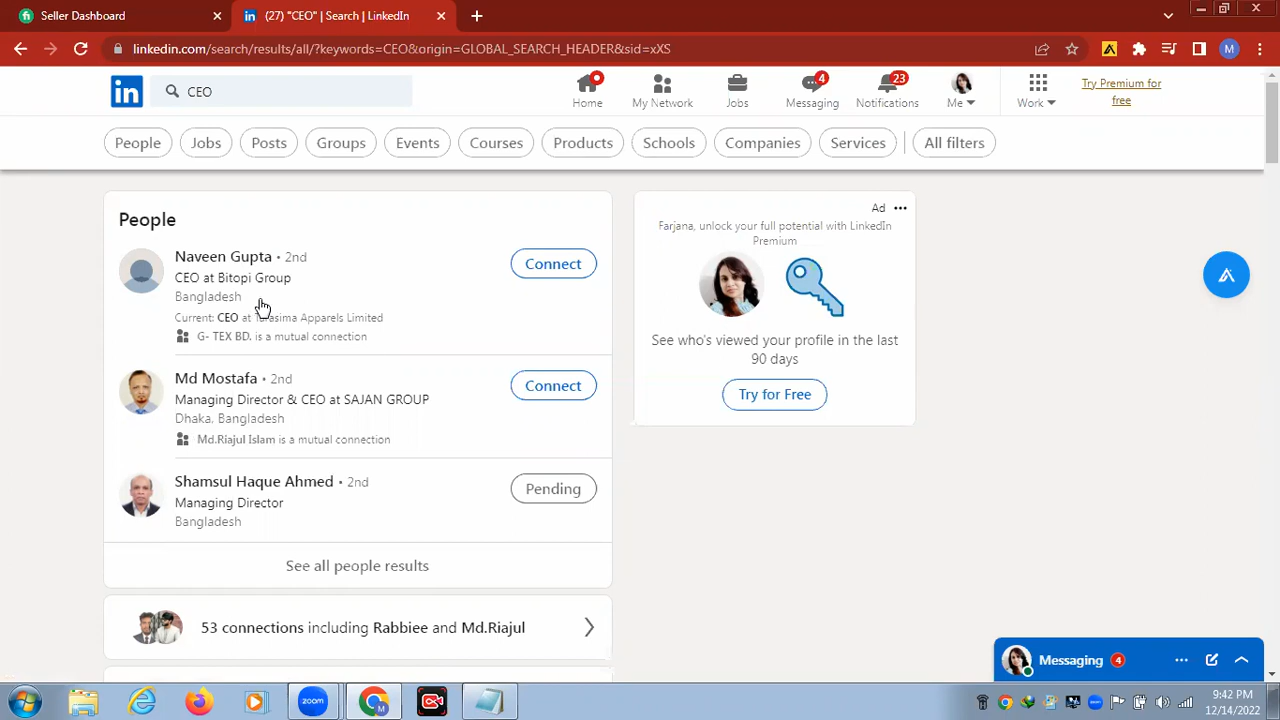 Seller Dashboard
(27) "CEO" | Search | LinkedIn
linkedin.com/search/results/all/?keywords=CEO&origin=GLOBAL_SEARCH_HEADER&sid=xXS
M
in
CEO
Home
My Network
Jobs
4
Messaging
23
Notifications
Me
Work
Try Premium for
free
People
Jobs
Posts
Groups
Events
Courses
Products
Schools
Companies
Services
All filters
People
Naveen Gupta • 2nd
CEO at Bitopi Group
Bangladesh
Current: CEO at Tarasima Apparels Limited
G- TEX BD. is a mutual connection
Connect
Md Mostafa • 2nd
Managing Director & CEO at SAJAN GROUP
Dhaka, Bangladesh
Md.Riajul Islam is a mutual connection
Connect
Shamsul Haque Ahmed • 2nd
Managing Director
Bangladesh
Pending
See all people results
53 connections including Rabbiee and Md.Riajul
Ad
Farjana, unlock your full potential with LinkedIn
Premium
See who's viewed your profile in the last
90 days
Try for Free
Messaging 4
zoom
M
9:42 PM
12/14/2022